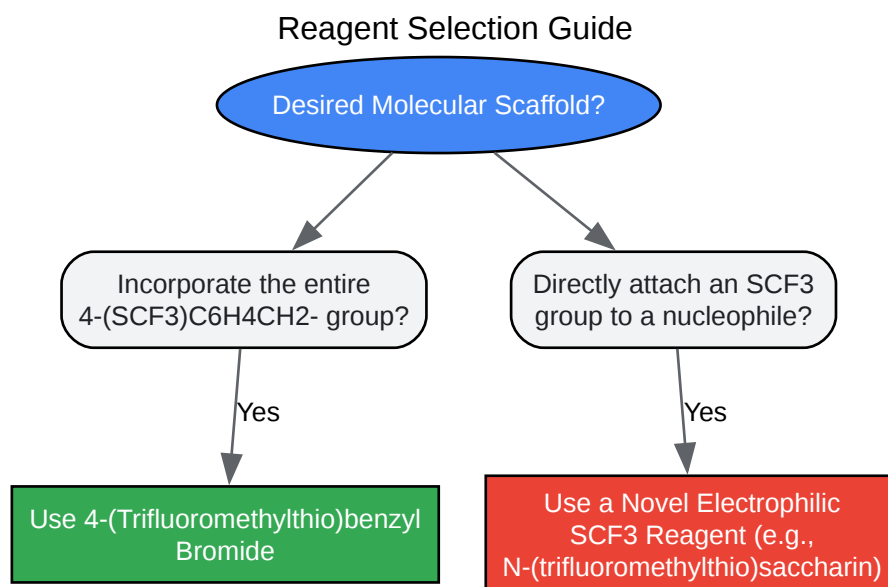 Reagent Selection Guide
Desired Molecular Scaffold?
Incorporate the entire
4-(SCF3)C6H4CH2- group?
Directly attach an SCF3
group to a nucleophile?
Yes
Yes
Use 4-(Trifluoromethylthio)benzyl
Bromide
Use a Novel Electrophilic
SCF3 Reagent (e.g.,
N-(trifluoromethylthio)saccharin)